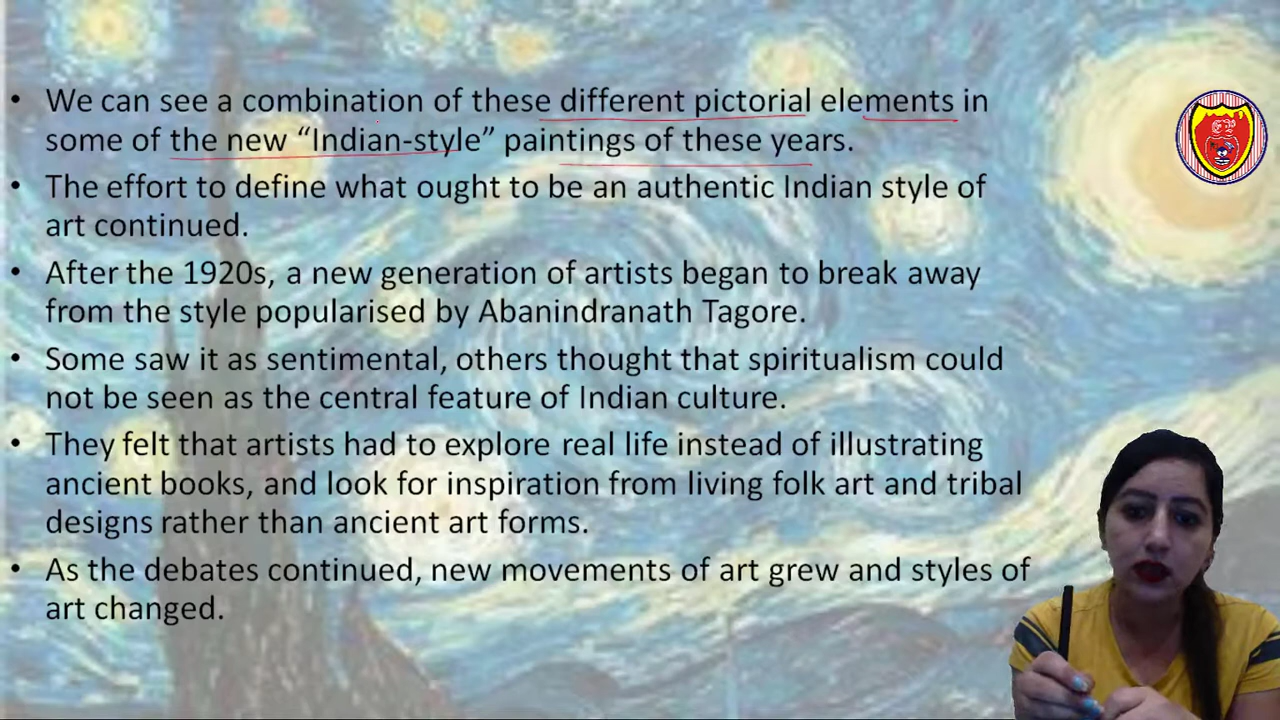 • We can see a combination of these different pictorial elements in
some of the new “Indian-style” paintings of these years.
• The effort to define what ought to be an authentic Indian style of
art continued.
• After the 1920s, a new generation of artists began to break away
from the style popularised by Abanindranath Tagore.
• Some saw it as sentimental, others thought that spiritualism could
not be seen as the central feature of Indian culture.
• They felt that artists had to explore real life instead of illustrating
ancient books, and look for inspiration from living folk art and tribal
designs rather than ancient art forms.
• As the debates continued, new movements of art grew and styles of
art changed.